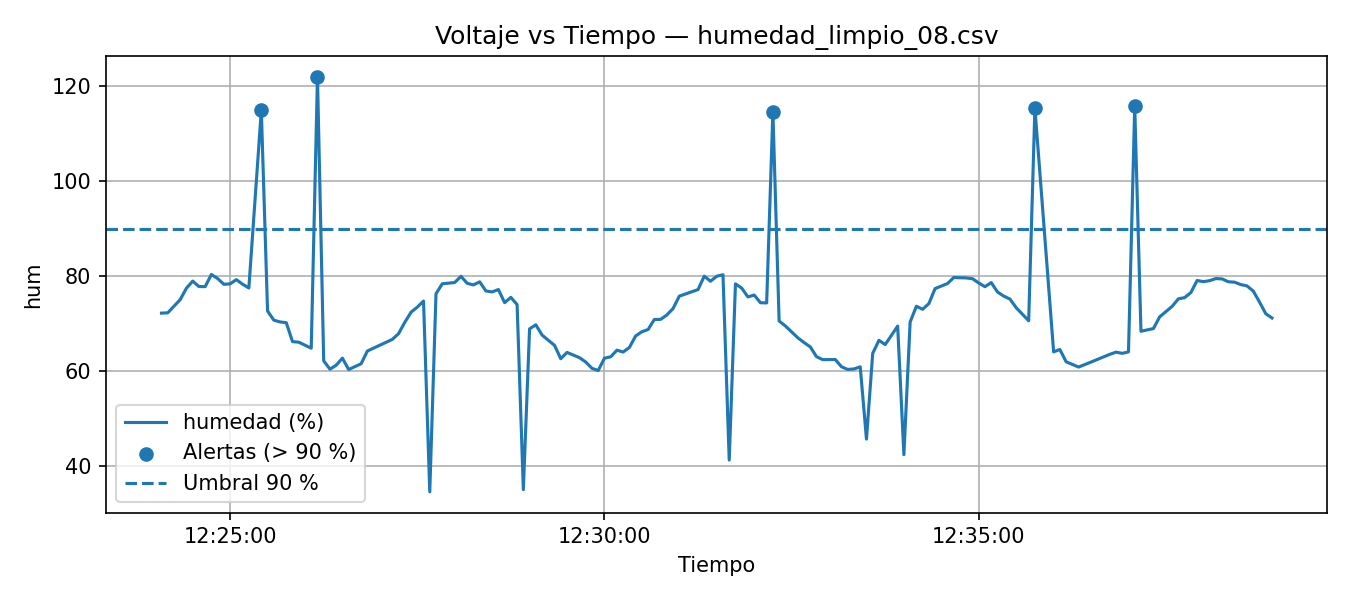 Voltaje vs Tiempo — humedad_limpio_08.csv
120
100
80
60
40
hum
humedad (%)
Alertas (> 90 %)
Umbral 90 %
12:25:00
12:30:00
12:35:00
Tiempo